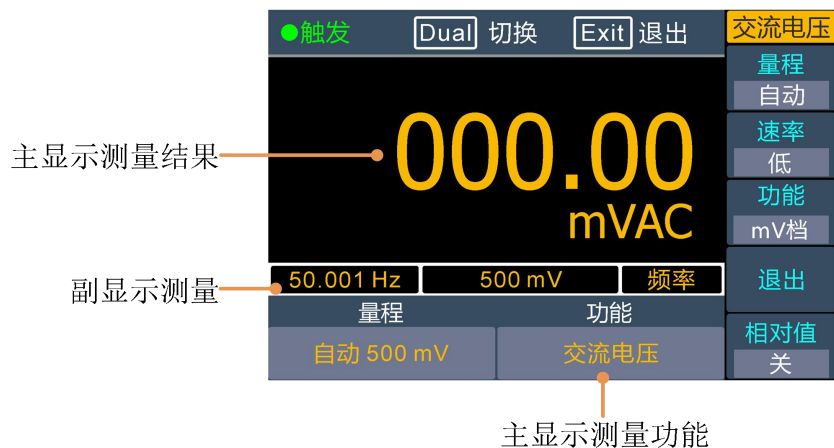 ●触发 Dual 切换 Exit 退出
000.00
mVAC
50.001 Hz 500 mV 频率
量程 功能
自动 500 mV 交流电压
交流电压
量程
自动
速率
低
功能
mV档
退出
相对值
关
主显示测量结果
副显示测量
主显示测量功能